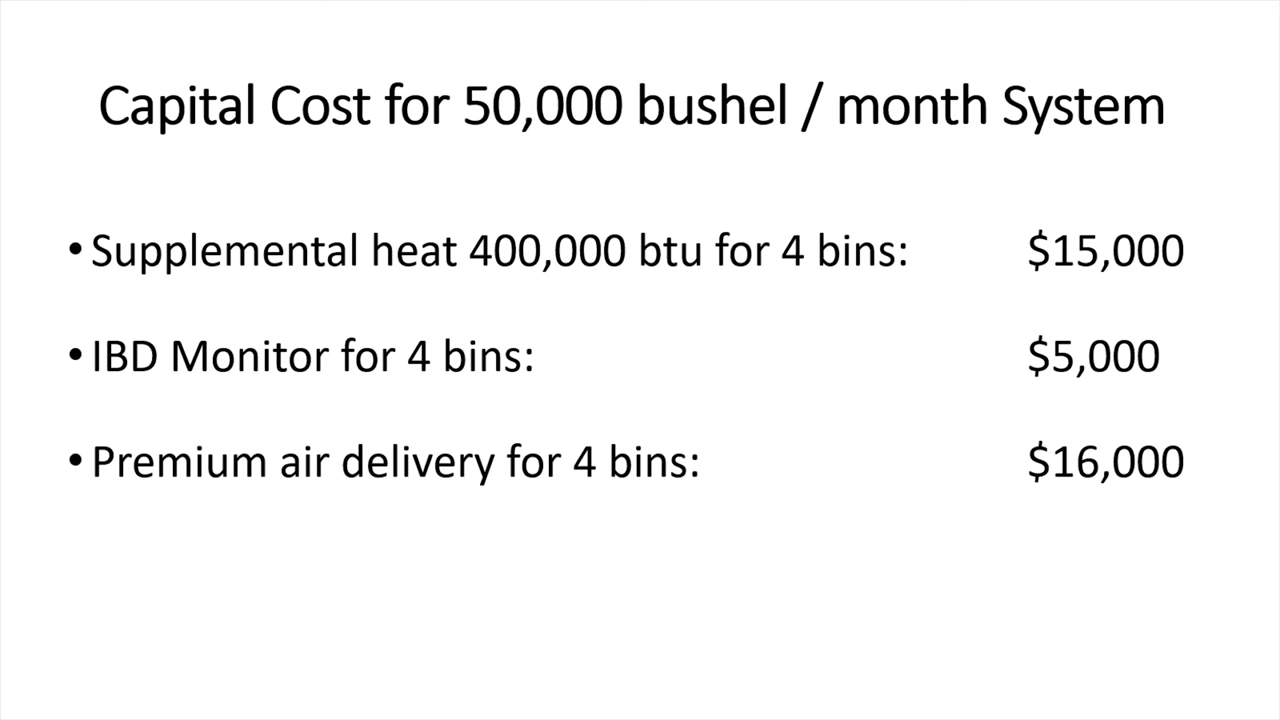 Capital Cost for 50,000 bushel / month System
• Supplemental heat 400,000 btu for 4 bins: $15,000
• IBD Monitor for 4 bins: $5,000
• Premium air delivery for 4 bins: $16,000